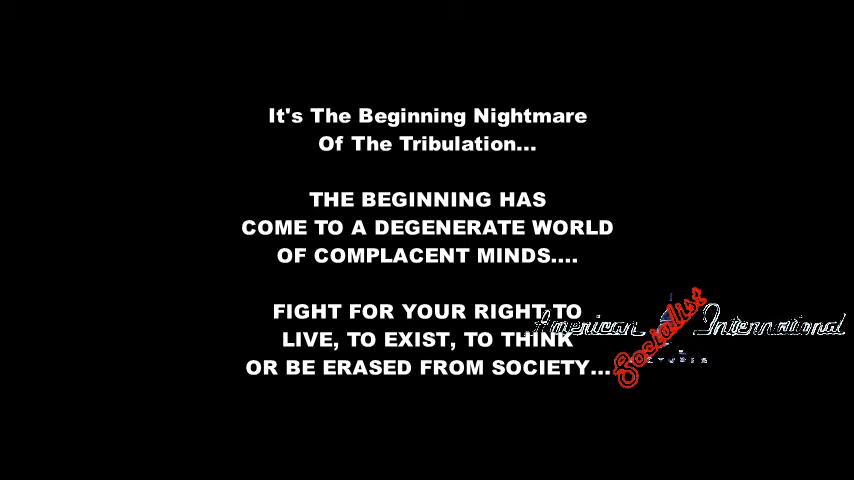 It's The Beginning Nightmare
Of The Tribulation...
THE BEGINNING HAS
COME TO A DEGENERATE WORLD
OF COMPLACENT MINDS....
FIGHT FOR YOUR RIGHT TO
LIVE, TO EXIST, TO THINK
OR BE ERASED FROM SOCIETY...
American Socialist International